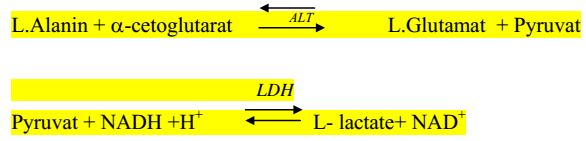 L.Alanin + α-cetoglutarat ALT L.Glutamat + Pyruvat
LDH
Pyruvat + NADH +H⁺ L- lactate+ NAD⁺